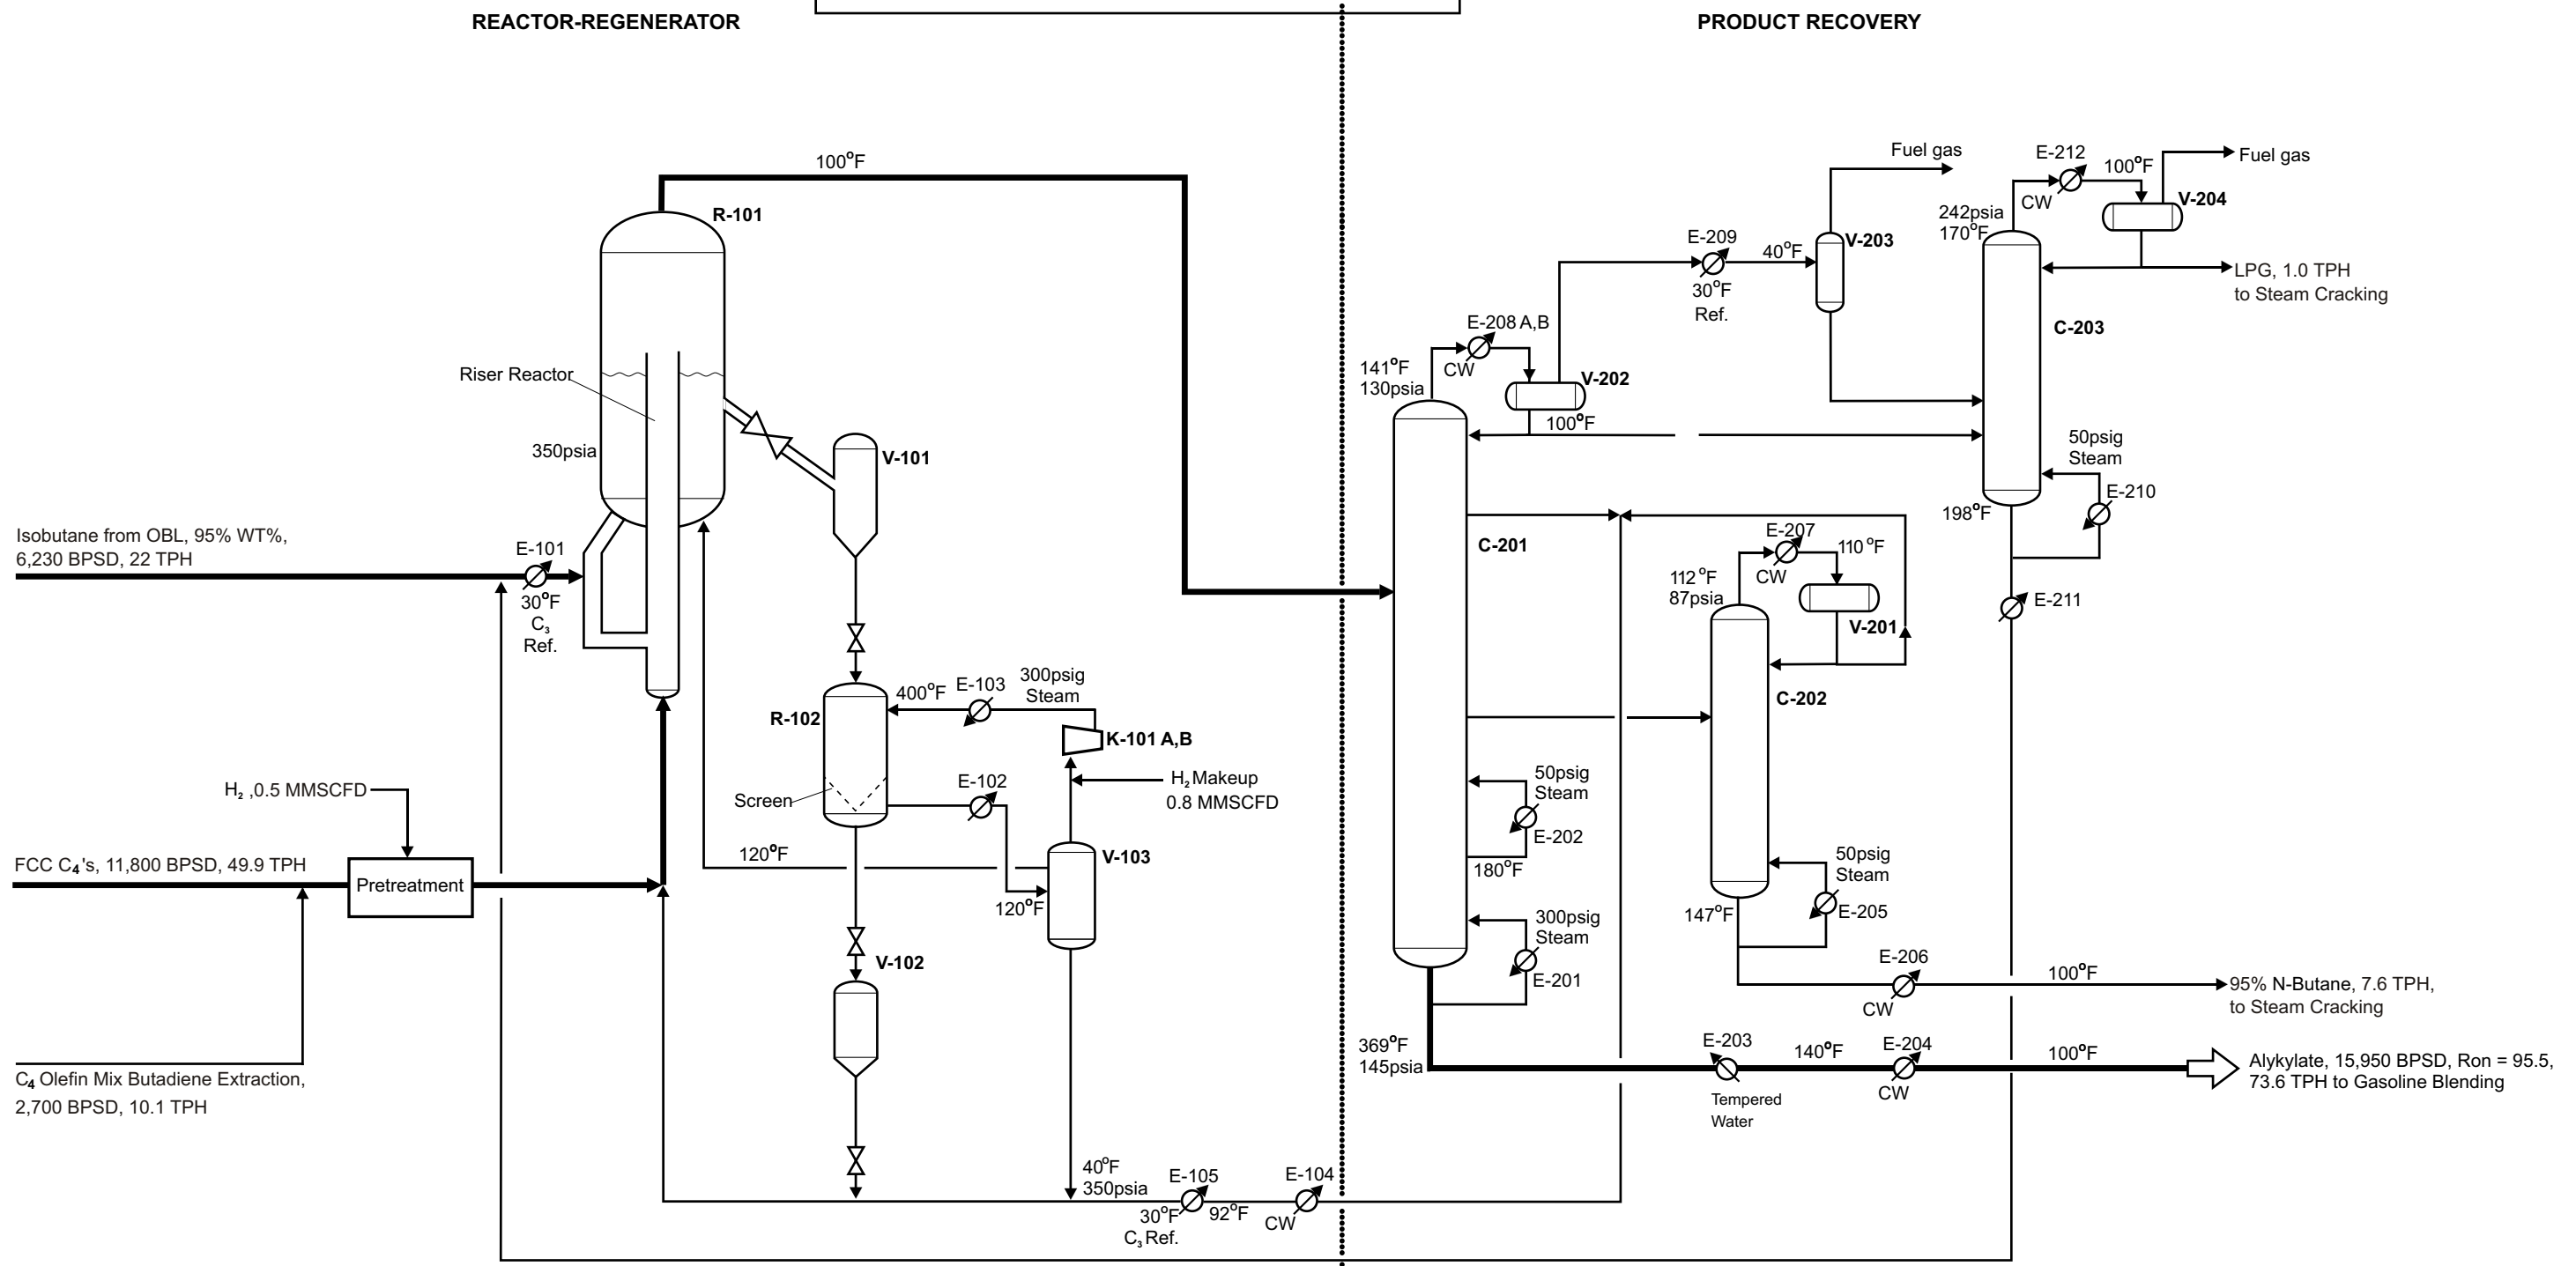 REACTOR-REGENERATOR
PRODUCT RECOVERY
100°F
R-101
Riser Reactor
350psia
V-101
Isobutane from OBL, 95% WT%,
6,230 BPSD, 22 TPH
E-101
30°F
C₃
Ref.
R-102
400°F
E-103
300psig
Steam
K-101 A,B
H₂ Makeup
0.8 MMSCFD
E-102
Screen
H₂ ,0.5 MMSCFD
FCC C₄'s, 11,800 BPSD, 49.9 TPH
Pretreatment
120°F
V-103
120°F
V-102
C₄ Olefin Mix Butadiene Extraction,
2,700 BPSD, 10.1 TPH
40°F
350psia
E-105
30°F
C₃ Ref.
92°F
E-104
CW
Fuel gas
E-212
100°F
Fuel gas
CW
V-204
242psia
170°F
E-209
40°F
V-203
30°F
Ref.
LPG, 1.0 TPH
to Steam Cracking
C-203
E-208 A,B
CW
141°F
130psia
V-202
100°F
50psig
Steam
E-210
198°F
C-201
E-207
110°F
CW
112°F
87psia
V-201
E-211
C-202
50psig
Steam
E-202
180°F
50psig
Steam
E-205
147°F
300psig
Steam
E-201
E-206
100°F
CW
95% N-Butane, 7.6 TPH,
to Steam Cracking
369°F
145psia
E-203
140°F
E-204
100°F
CW
Tempered
Water
Alykylate, 15,950 BPSD, Ron = 95.5,
73.6 TPH to Gasoline Blending